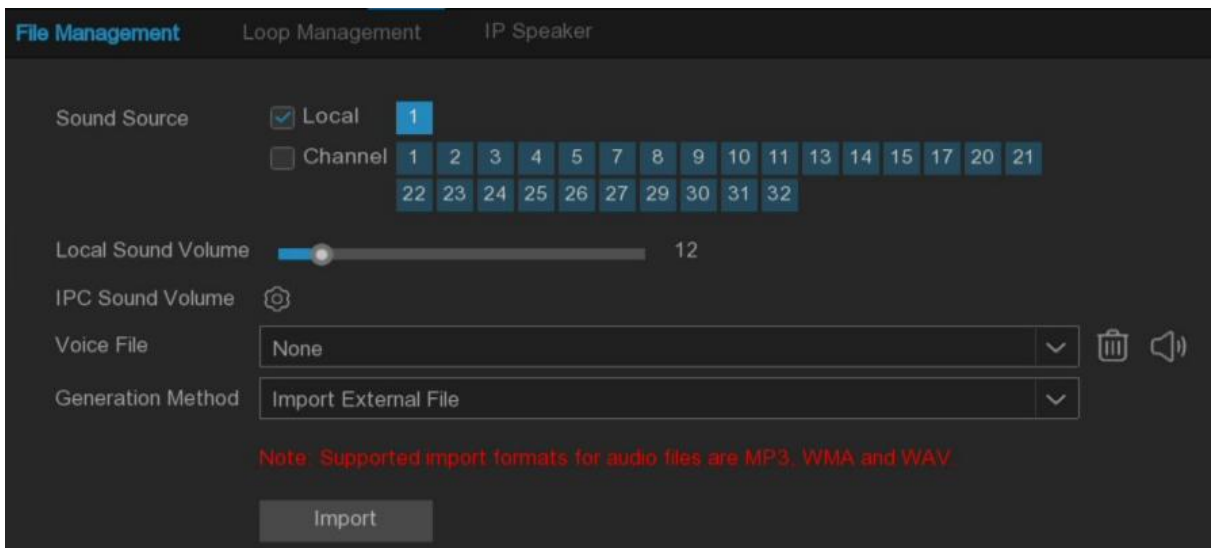 File Management Loop Management IP Speaker
Sound Source Local 1
Channel 1 2 3 4 5 7 8 9 10 11 13 14 15 17 20 21
22 23 24 25 26 27 29 30 31 32
Local Sound Volume 12
IPC Sound Volume
Voice File None
Generation Method Import External File
Note: Supported import formats for audio files are MP3, WMA and WAV.
Import